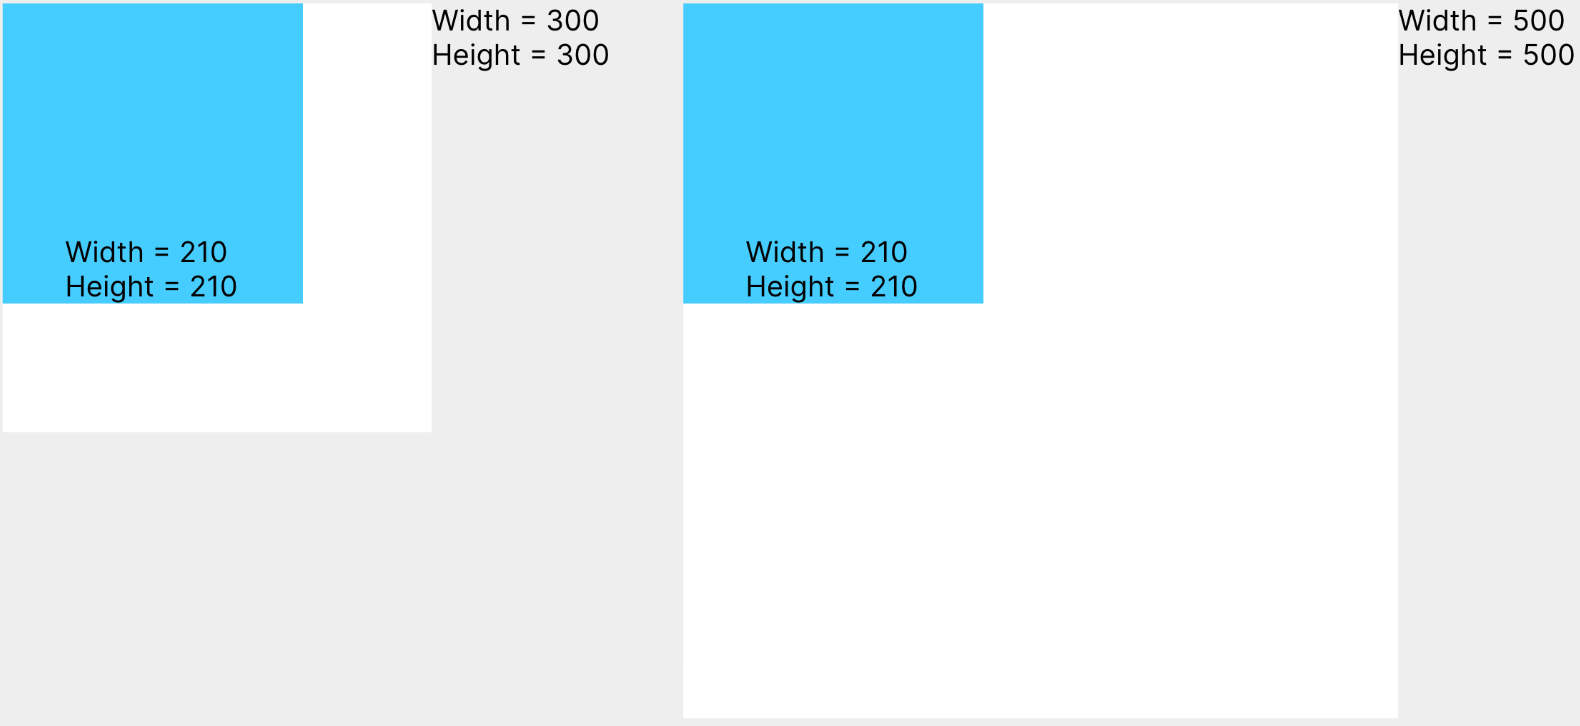 Width = 300
Height = 300
Width = 210
Height = 210
Width = 500
Height = 500
Width = 210
Height = 210